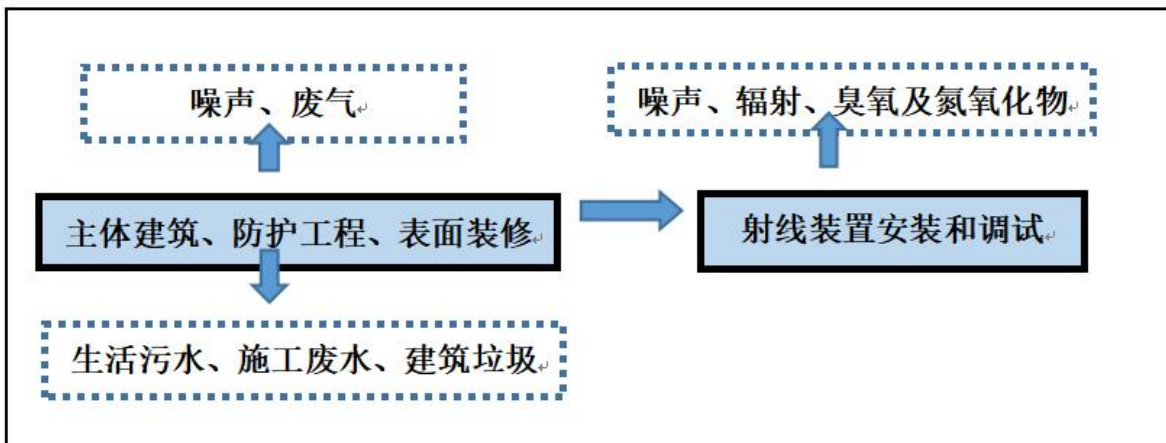 噪声、废气
噪声、辐射、臭氧及氮氧化物
主体建筑、防护工程、表面装修
射线装置安装和调试
生活污水、施工废水、建筑垃圾